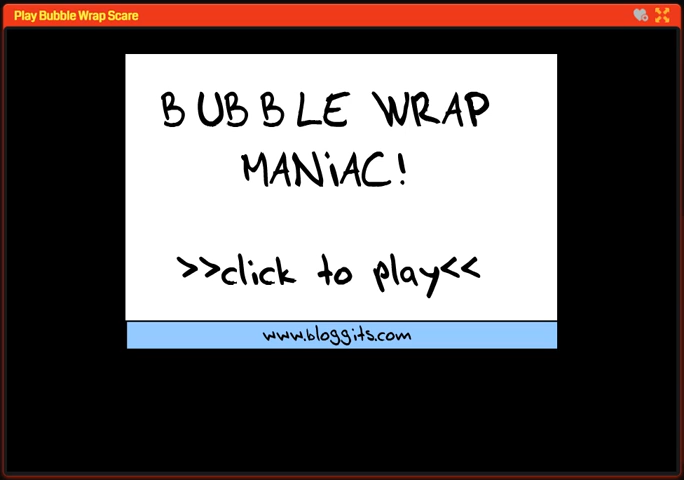 Play Bubble Wrap Scare
BUBBLE WRAP
MANiAC!
>>click to play<<
www.bloggits.com